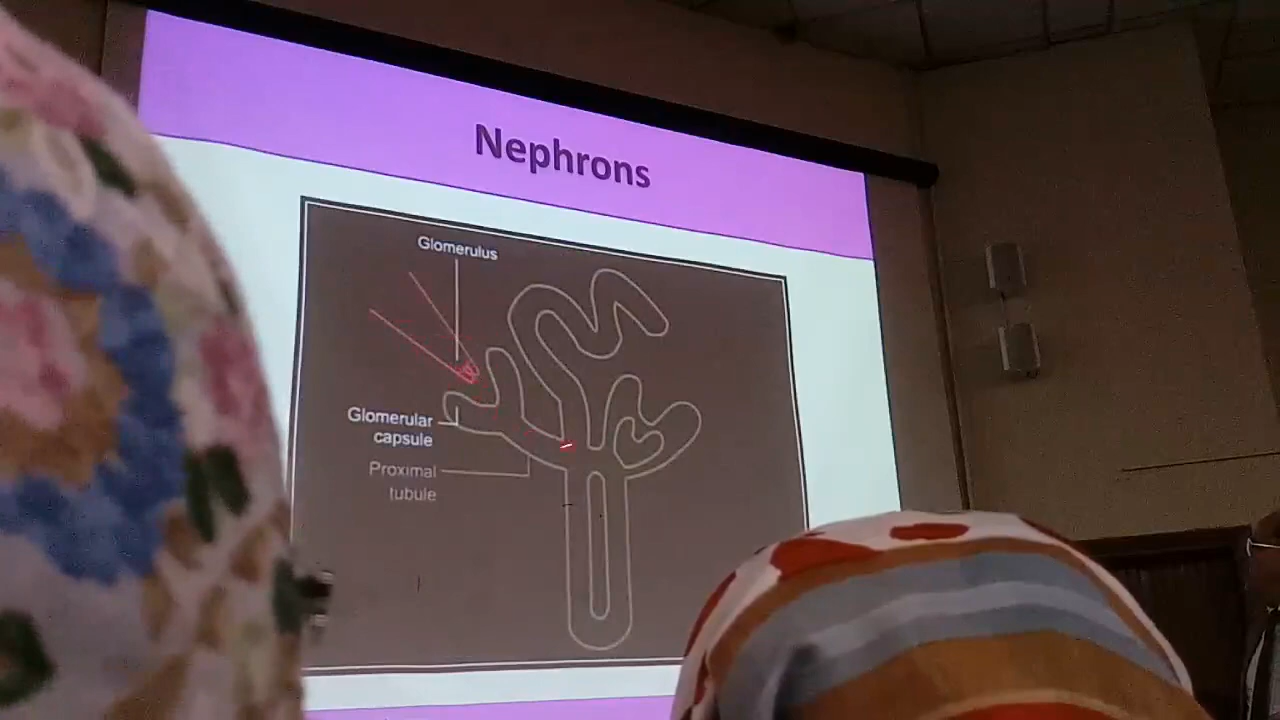 Nephrons
Glomerulus
Glomerular
capsule
Proximal
tubule